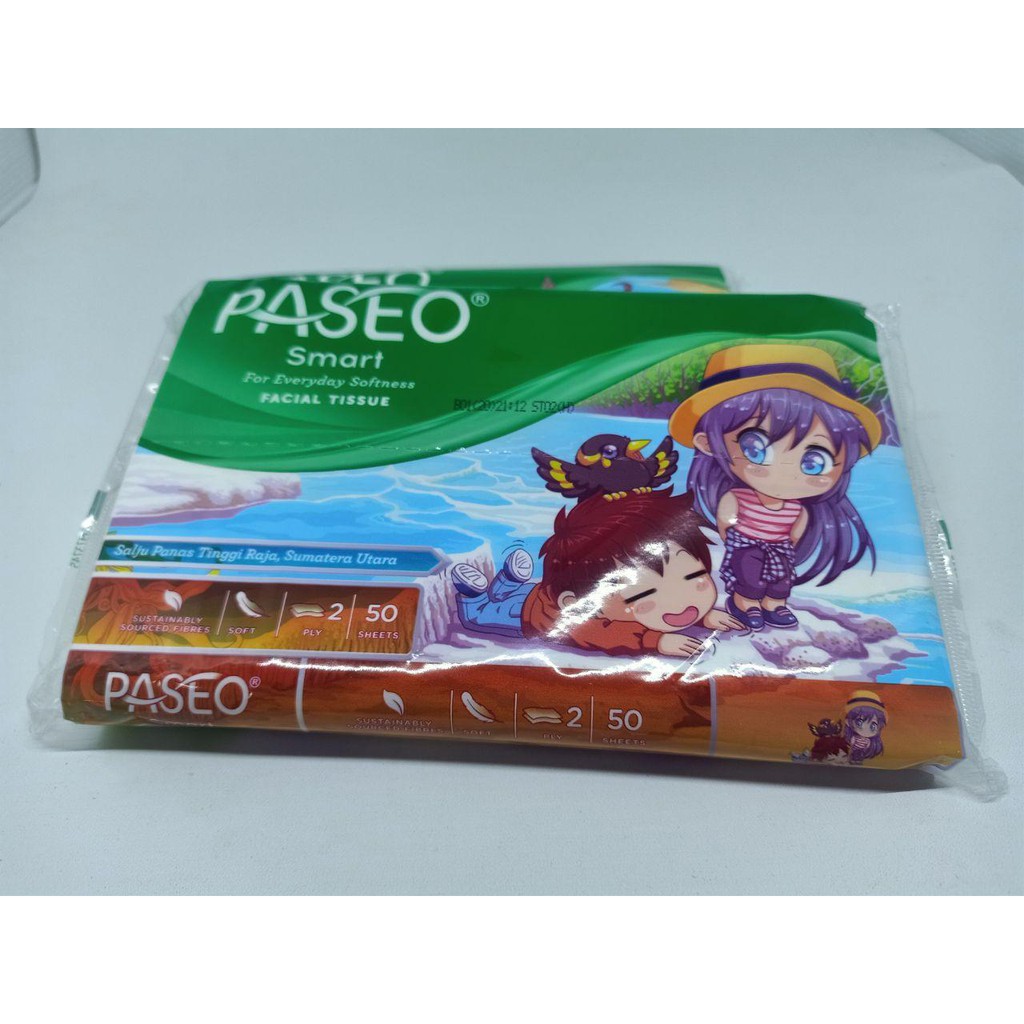 PASEO
PASEO®
Smart
For Everyday Softness
FACIAL TISSUE
Salju Panas Tinggi Raja, Sumatera Utara
SUSTAINABLY
SOURCED FIBRES
SOFT
2
PLY
50
SHEETS
PASEO®
SUSTAINABLY
SOURCED FIBRES
SOFT
2
PLY
50
SHEETS